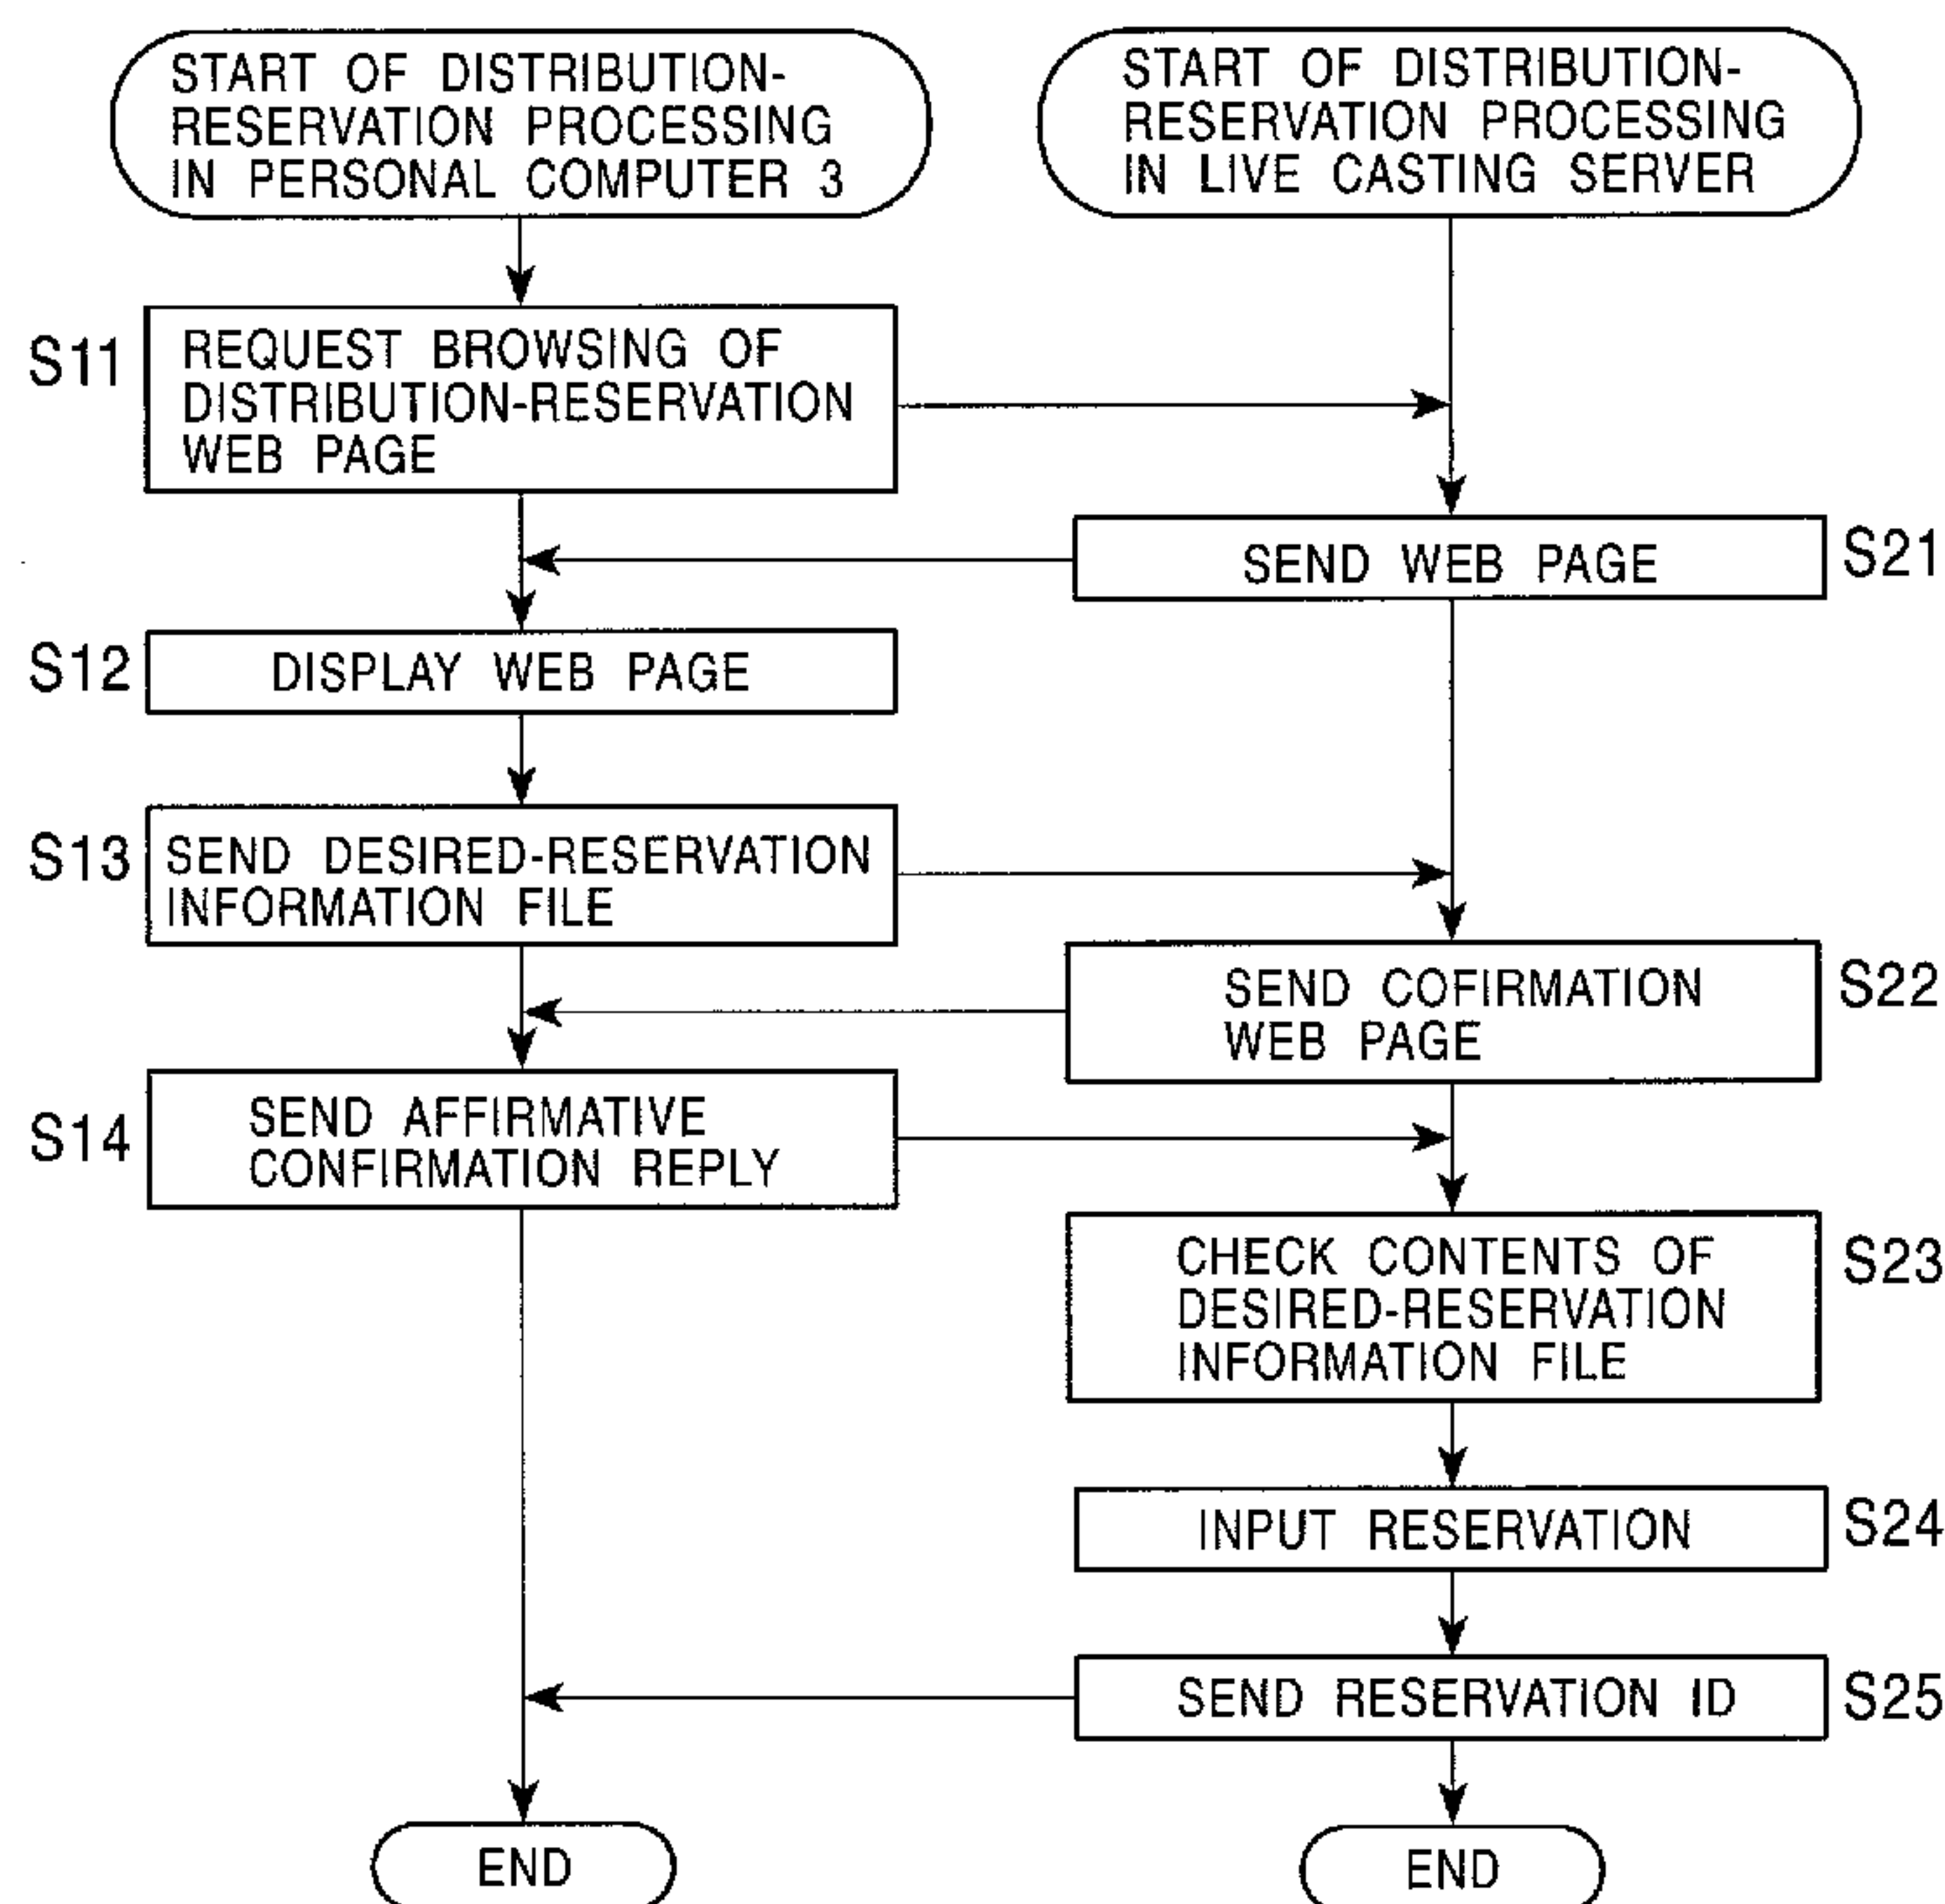 START OF DISTRIBUTION-
RESERVATION PROCESSING
IN PERSONAL COMPUTER 3
START OF DISTRIBUTION-
RESERVATION PROCESSING
IN LIVE CASTING SERVER
S11
REQUEST BROWSING OF
DISTRIBUTION-RESERVATION
WEB PAGE
SEND WEB PAGE
S21
S12
DISPLAY WEB PAGE
S13
SEND DESIRED-RESERVATION
INFORMATION FILE
SEND COFIRMATION
WEB PAGE
S22
S14
SEND AFFIRMATIVE
CONFIRMATION REPLY
CHECK CONTENTS OF
DESIRED-RESERVATION
INFORMATION FILE
S23
INPUT RESERVATION
S24
SEND RESERVATION ID
S25
END
END